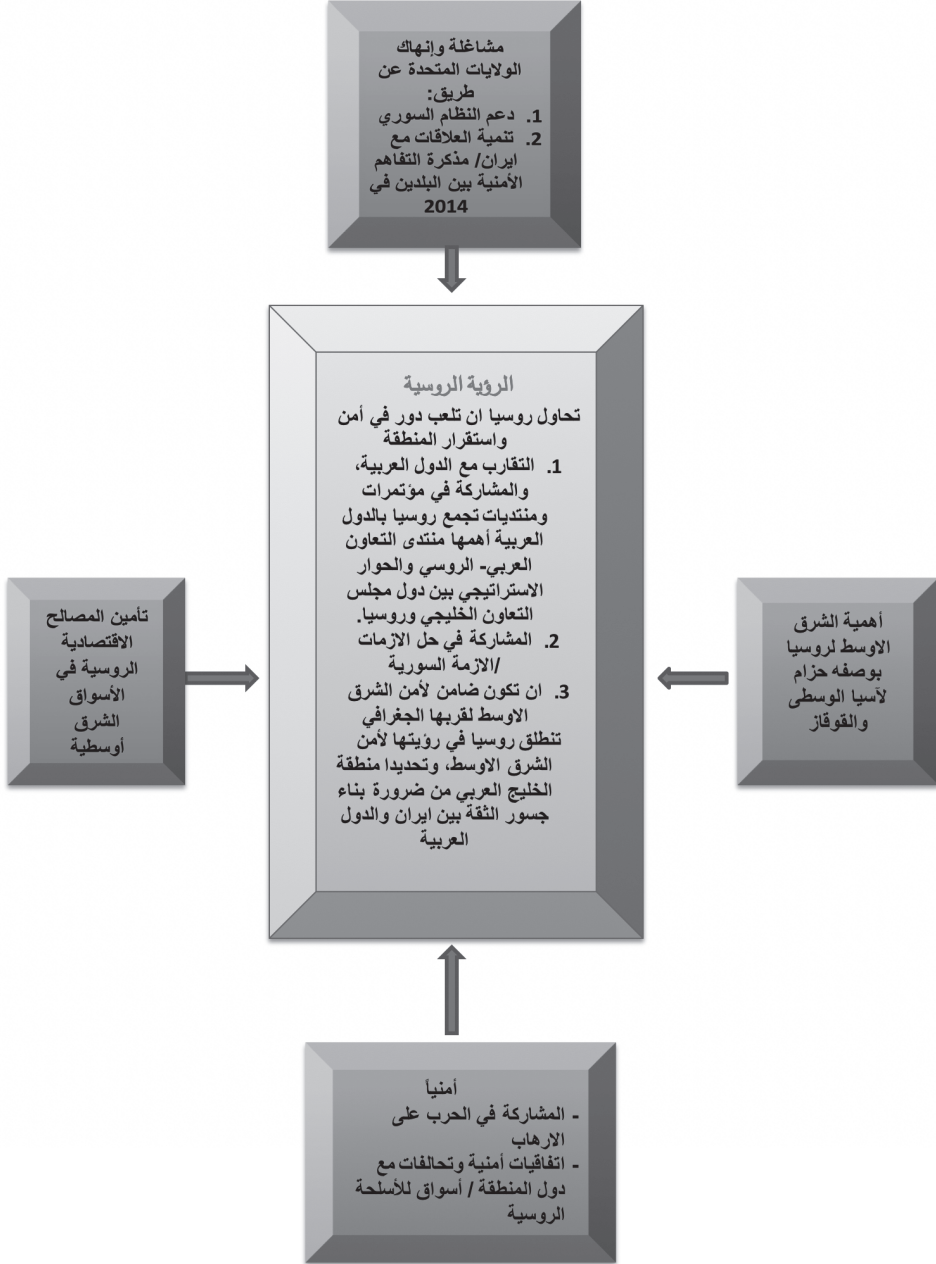 مشاغلة وإنهاك
الولايات المتحدة عن
طريق:
1. دعم النظام السوري
2. تنمية العلاقات مع
ايران/ مذكرة التفاهم
الأمنية بين البلدين في
2014
الرؤية الروسية
تحاول روسيا ان تلعب دور في أمن
واستقرار المنطقة
1. التقارب مع الدول العربية،
والمشاركة في مؤتمرات
ومنتديات تجمع روسيا بالدول
العربية أهمها منتدى التعاون
العربي- الروسي والحوار
الاستراتيجي بين دول مجلس
التعاون الخليجي وروسيا.
2. المشاركة في حل الازمات
/الازمة السورية
3. ان تكون ضامن لأمن الشرق
الاوسط لقربها الجغرافي
تنطلق روسيا في رؤيتها لأمن
الشرق الاوسط، وتحديدا منطقة
الخليج العربي من ضرورة بناء
جسور الثقة بين ايران والدول
العربية
أهمية الشرق
الاوسط لروسيا
بوصفه حزام
لآسيا الوسطى
والقوقاز
تأمين المصالح
الاقتصادية
الروسية في
الأسواق
الشرق
أوسطية
أمنياً
- المشاركة في الحرب على
الارهاب
- اتفاقيات أمنية وتحالفات مع
دول المنطقة / أسواق للأسلحة
الروسية